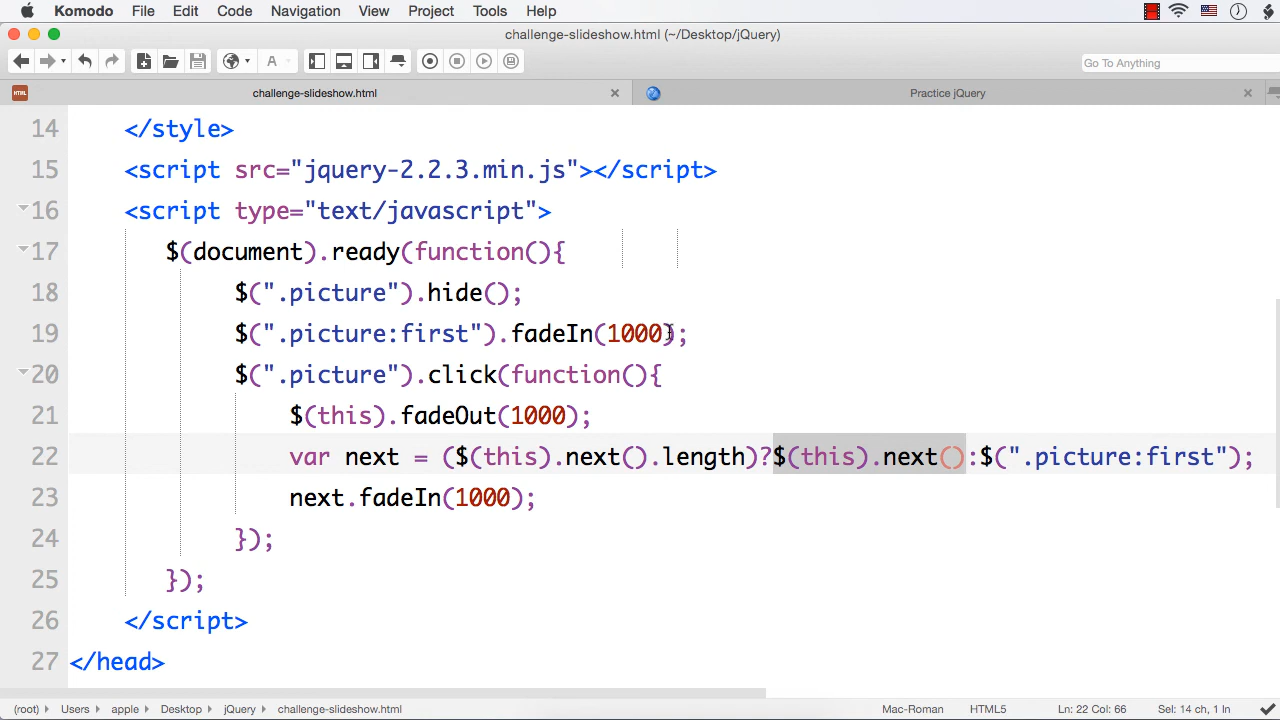 Komodo File Edit Code Navigation View Project Tools Help
challenge-slideshow.html (~/Desktop/jQuery)
A
Go To Anything
HTML challenge-slideshow.html Practice jQuery
14 </style>
15 <script src="jquery-2.2.3.min.js"></script>
16 <script type="text/javascript">
17 $(document).ready(function(){
18 $(".picture").hide();
19 $(".picture:first").fadeIn(1000);
20 $(".picture").click(function(){
21 $(this).fadeOut(1000);
22 var next = ($(this).next().length)?$(this).next():$(".picture:first");
23 next.fadeIn(1000);
24 });
25 });
26 </script>
27 </head>
(root) Users apple Desktop jQuery challenge-slideshow.html Mac-Roman HTML5 Ln: 22 Col: 66 Sel: 14 ch, 1 ln